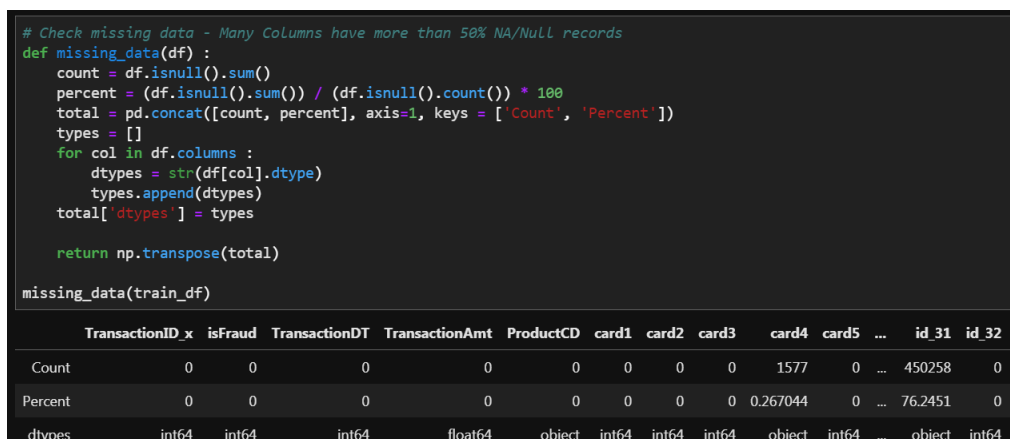 # Check missing data - Many Columns have more than 50% NA/Null records
def missing_data(df) :
    count = df.isnull().sum()
    percent = (df.isnull().sum()) / (df.isnull().count()) * 100
    total = pd.concat([count, percent], axis=1, keys = ['Count', 'Percent'])
    types = []
    for col in df.columns :
        dtypes = str(df[col].dtype)
        types.append(dtypes)
    total['dtypes'] = types
    return np.transpose(total)
missing_data(train_df)
TransactionID_x isFraud TransactionDT TransactionAmt ProductCD card1 card2 card3 card4 card5 ... id_31 id_32
Count 0 0 0 0 0 0 0 0 1577 0 ... 450258 0
Percent 0 0 0 0 0 0 0 0 0.267044 0 ... 76.2451 0
dtypes int64 int64 int64 float64 object int64 int64 int64 object int64 ... object int64